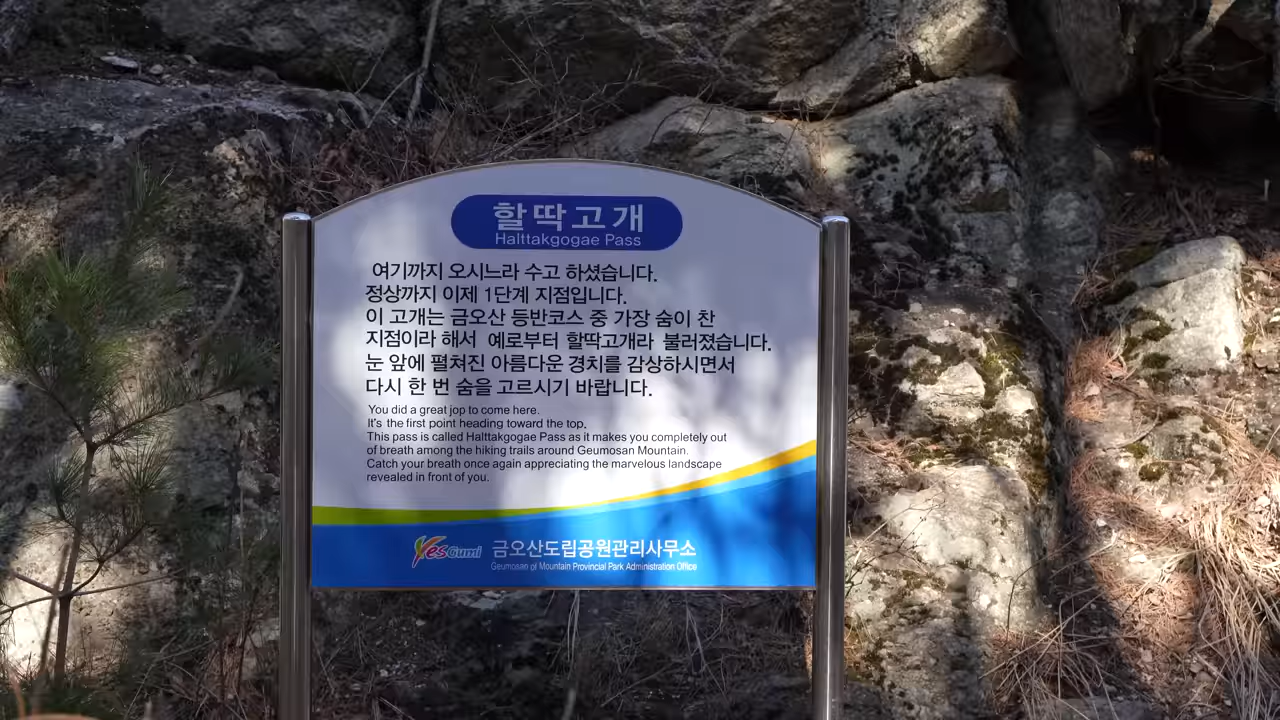 할딱고개
Halttakgogae Pass
여기까지 오시느라 수고 하셨습니다.
정상까지 이제 1단계 지점입니다.
이 고개는 금오산 등반코스 중 가장 숨이 찬
지점이라 해서 예로부터 할딱고개라 불러졌습니다.
눈 앞에 펼쳐진 아름다운 경치를 감상하시면서
다시 한 번 숨을 고르시기 바랍니다.
You did a great jop to come here.
It's the first point heading toward the top.
This pass is called Halttakgogae Pass as it makes you completely out
of breath among the hiking trails around Geumosan Mountain.
Catch your breath once again appreciating the marvelous landscape
revealed in front of you.
Yes Gumi 금오산도립공원관리사무소
Geumosan of Mountain Provincial Park Administration Office